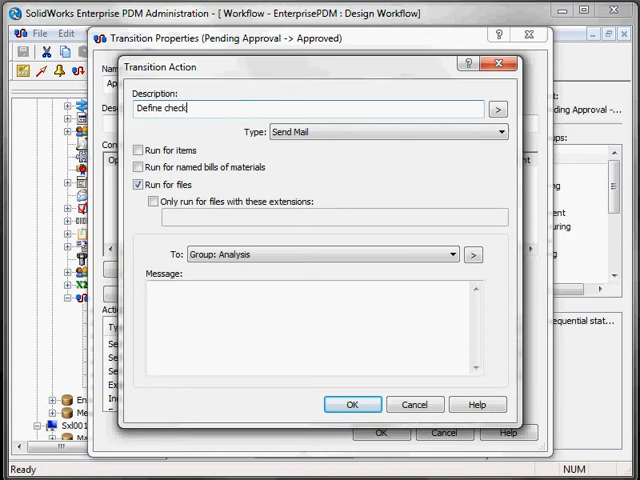 SolidWorks Enterprise PDM Administration - [ Workflow - EnterprisePDM : Design Workflow]
File Edit
Transition Properties (Pending Approval -> Approved)
Transition Action
Description:
Define check
Type: Send Mail
Run for items
Run for named bills of materials
Run for files
Only run for files with these extensions:
To: Group: Analysis
Message:
OK Cancel Help
OK Cancel Help
Ready NUM